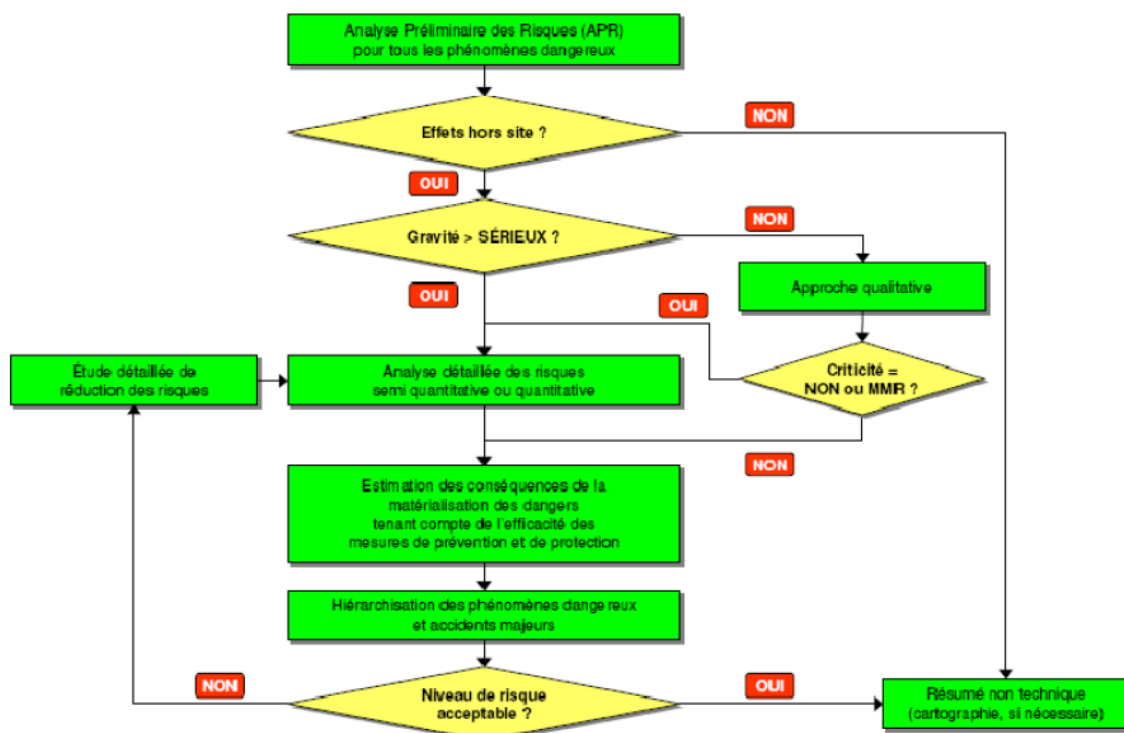 Analyse Préliminaire des Risques (APR)
pour tous les phénomènes dangereux
Effets hors site ?
NON
OUI
Gravité > SÉRIEUX ?
NON
OUI
Approche qualitative
OUI
Criticité =
NON ou MMR ?
Étude détaillée de
réduction des risques
Analyse détaillée des risques
semi quantitative ou quantitative
NON
Estimation des conséquences de la
matérialisation des dangers
tenant compte de l'efficacité des
mesures de prévention et de protection
Hiérarchisation des phénomènes dangereux
et accidents majeurs
NON
Niveau de risque
acceptable ?
OUI
Résumé non technique
(cartographie, si nécessaire)